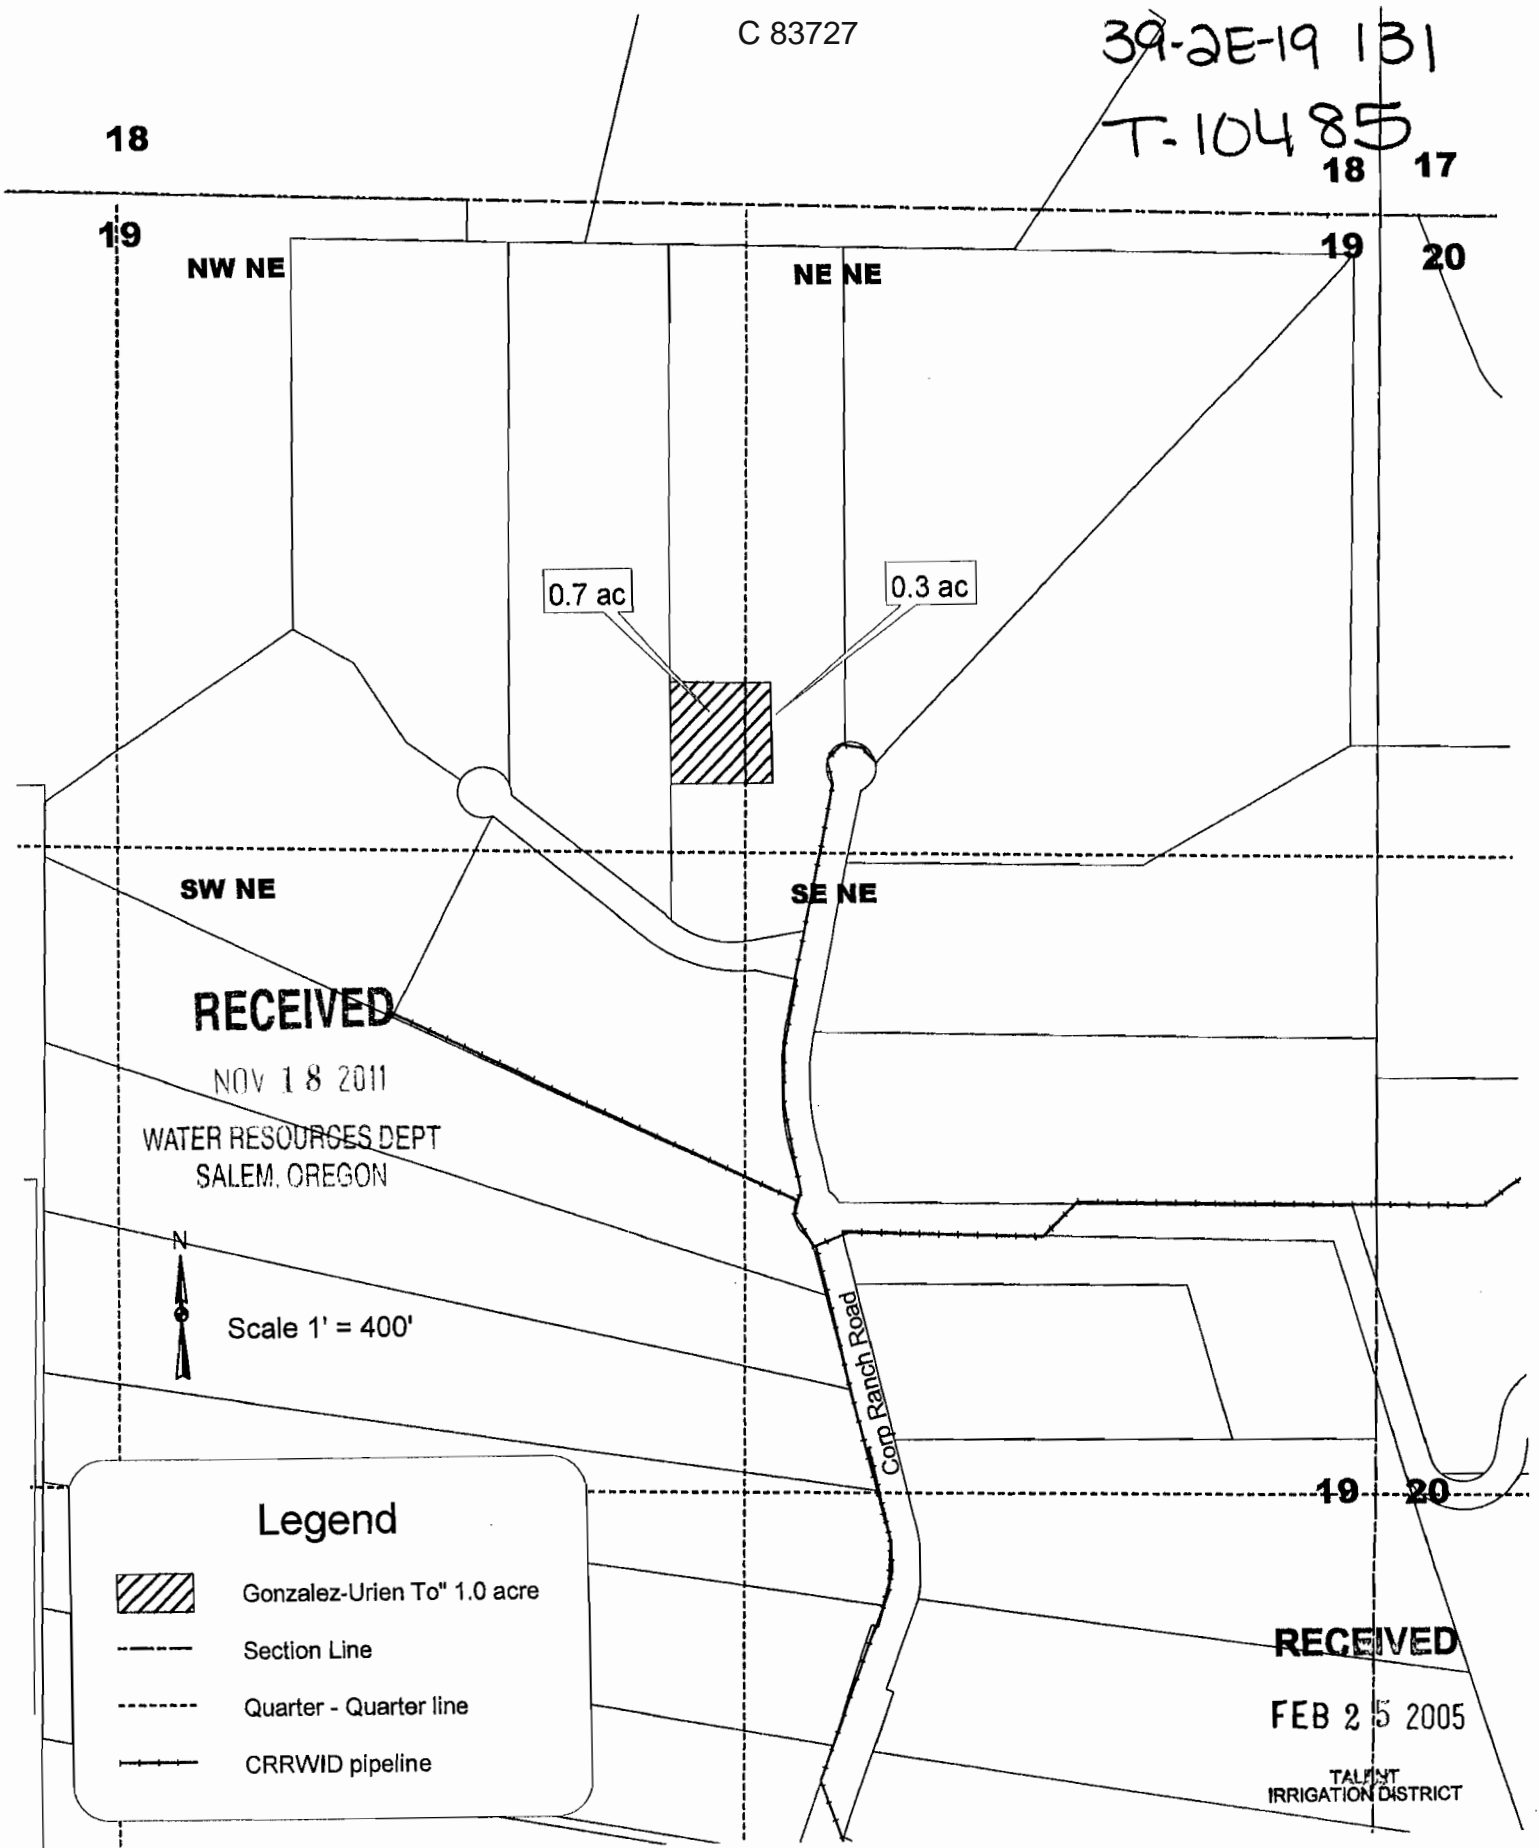 C 83727
39-2E-19 131
T-10485
18
18 17
19
19 20
NW NE
NE NE
0.7 ac
0.3 ac
SW NE
SE NE
RECEIVED
NOV 18 2011
WATER RESOURCES DEPT
SALEM, OREGON
N
Scale 1' = 400'
Corp Ranch Road
19 20
Legend
Gonzalez-Urien To" 1.0 acre
Section Line
Quarter - Quarter line
CRRWID pipeline
RECEIVED
FEB 25 2005
TALENT
IRRIGATION DISTRICT